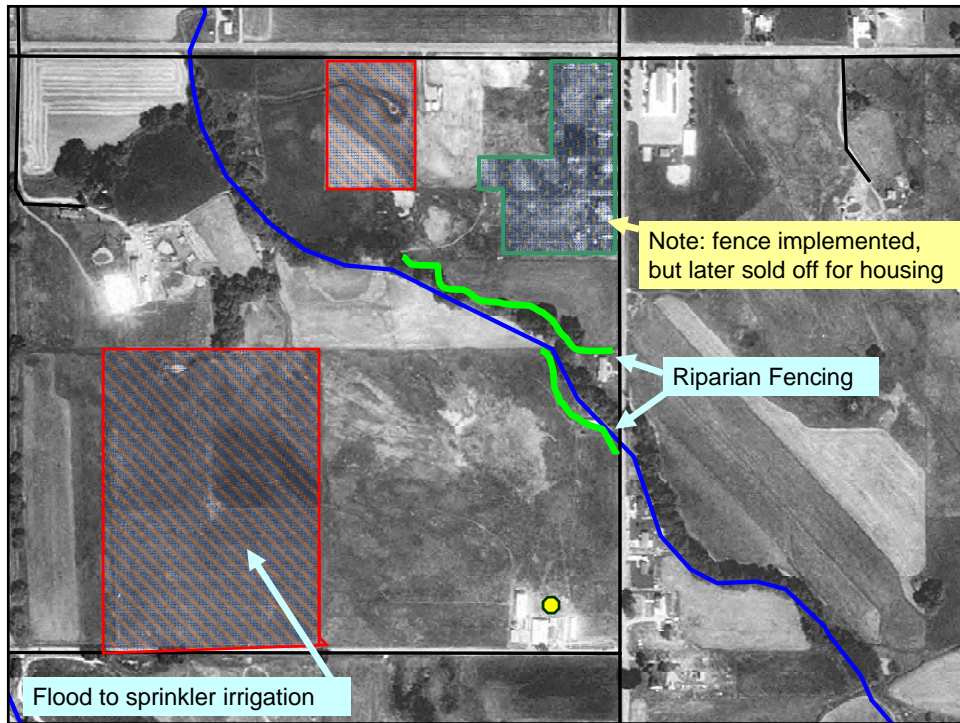 Note: fence implemented,
but later sold off for housing
Riparian Fencing
Flood to sprinkler irrigation